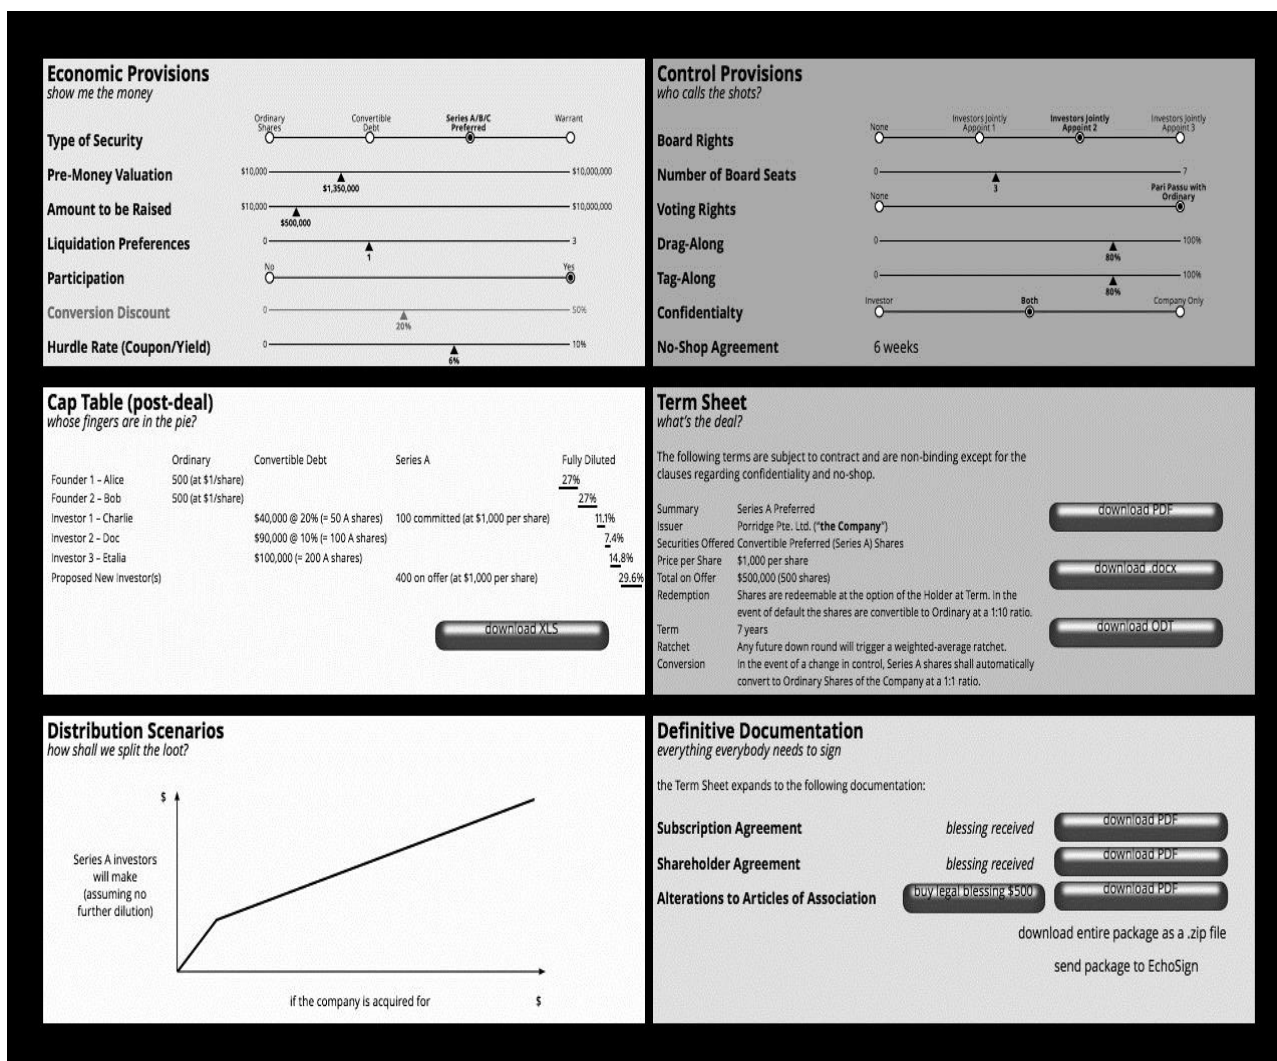 Economic Provisions
show me the money
Type of Security
Ordinary Shares
Convertible Debt
Series A/B/C Preferred
Warrant
Pre-Money Valuation
$10,000
$1,350,000
$10,000,000
Amount to be Raised
$10,000
$500,000
$10,000,000
Liquidation Preferences
0
1
3
Participation
No
Yes
Conversion Discount
0
20%
50%
Hurdle Rate (Coupon/Yield)
0
6%
10%
Control Provisions
who calls the shots?
Board Rights
None
Investors Jointly Appoint 1
Investors Jointly Appoint 2
Investors Jointly Appoint 3
Number of Board Seats
0
3
7
Voting Rights
None
Pari Passu with Ordinary
Drag-Along
0
80%
100%
Tag-Along
0
80%
100%
Confidentialty
Investor
Both
Company Only
No-Shop Agreement 6 weeks
Cap Table (post-deal)
whose fingers are in the pie?
Ordinary Convertible Debt Series A Fully Diluted
Founder 1 – Alice 500 (at $1/share) 27%
Founder 2 – Bob 500 (at $1/share) 27%
Investor 1 – Charlie $40,000 @ 20% (= 50 A shares) 100 committed (at $1,000 per share) 11.1%
Investor 2 – Doc $90,000 @ 10% (= 100 A shares) 7.4%
Investor 3 – Etalia $100,000 (= 200 A shares) 14.8%
Proposed New Investor(s) 400 on offer (at $1,000 per share) 29.6%
download XLS
Term Sheet
what's the deal?
The following terms are subject to contract and are non-binding except for the
clauses regarding confidentiality and no-shop.
Summary Series A Preferred
Issuer Porridge Pte. Ltd. ("the Company")
Securities Offered Convertible Preferred (Series A) Shares
Price per Share $1,000 per share
Total on Offer $500,000 (500 shares)
Redemption Shares are redeemable at the option of the Holder at Term. In the
event of default the shares are convertible to Ordinary at a 1:10 ratio.
Term 7 years
Ratchet Any future down round will trigger a weighted-average ratchet.
Conversion In the event of a change in control, Series A shares shall automatically
convert to Ordinary Shares of the Company at a 1:1 ratio.
download PDF
download .docx
download ODT
Distribution Scenarios
how shall we split the loot?
$
Series A investors
will make
(assuming no
further dilution)
if the company is acquired for $
Definitive Documentation
everything everybody needs to sign
the Term Sheet expands to the following documentation:
Subscription Agreement blessing received download PDF
Shareholder Agreement blessing received download PDF
Alterations to Articles of Association buy legal blessing $500 download PDF
download entire package as a .zip file
send package to EchoSign